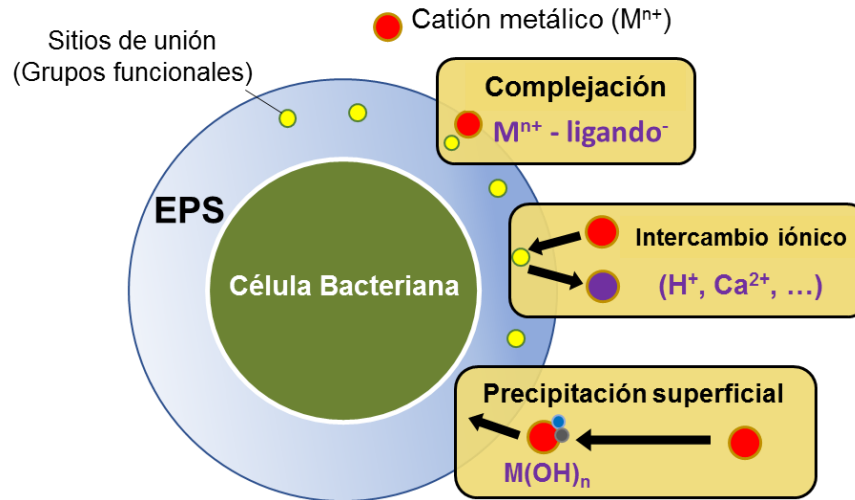 Catión metálico (Mⁿ⁺)
Sitios de unión
(Grupos funcionales)
Complejación
Mⁿ⁺ - ligando⁻
EPS
Célula Bacteriana
Intercambio iónico
(H⁺, Ca²⁺, ...)
Precipitación superficial
M(OH)ₙ